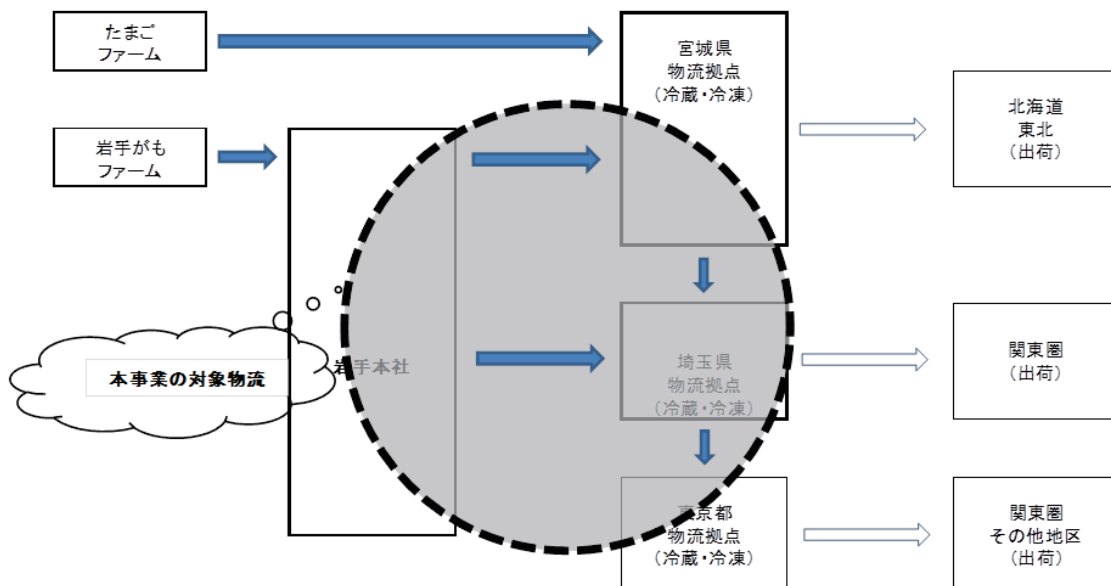 たまご
ファーム
宮城県
物流拠点
（冷蔵・冷凍）
北海道
東北
（出荷）
岩手がも
ファーム
本事業の対象物流
岩手本社
埼玉県
物流拠点
（冷蔵・冷凍）
関東圏
（出荷）
東京都
物流拠点
（冷蔵・冷凍）
関東圏
その他地区
（出荷）